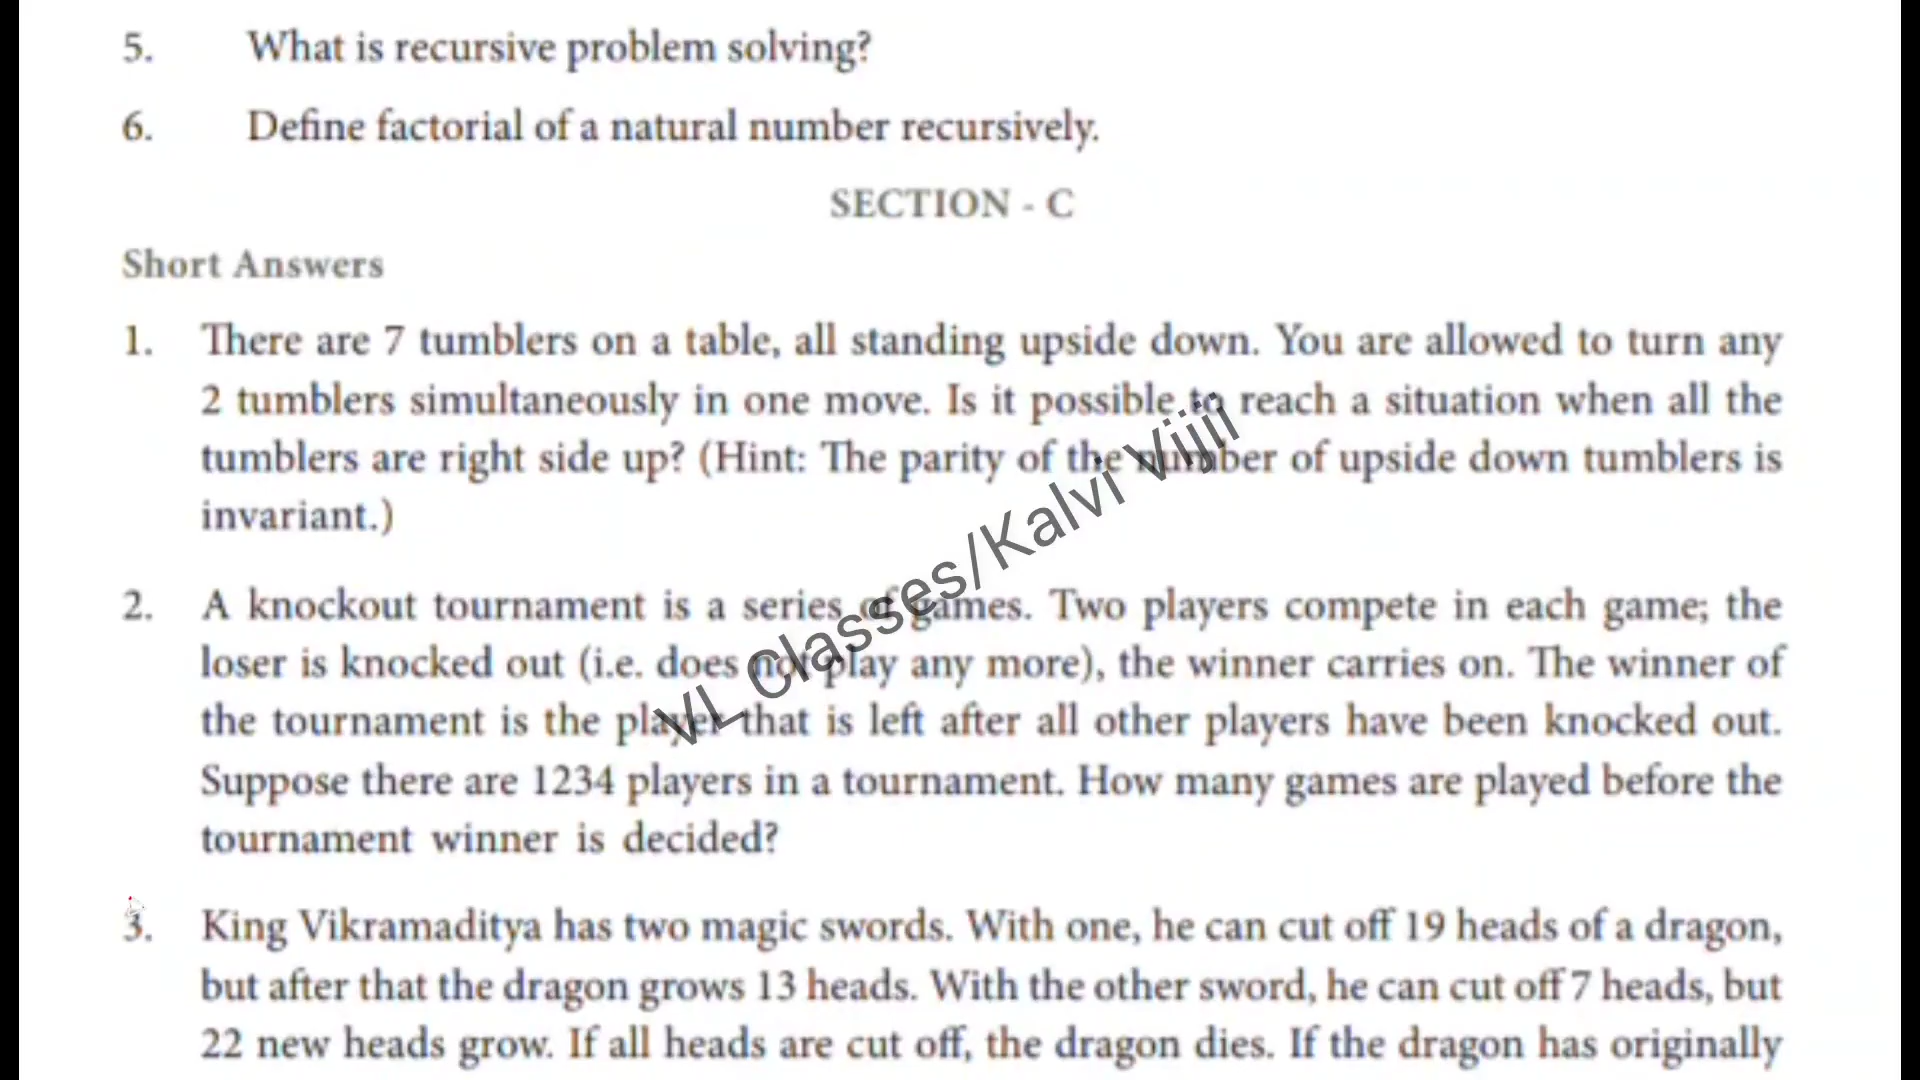 5. What is recursive problem solving?
6. Define factorial of a natural number recursively.
SECTION - C
Short Answers
1. There are 7 tumblers on a table, all standing upside down. You are allowed to turn any
2 tumblers simultaneously in one move. Is it possible to reach a situation when all the
tumblers are right side up? (Hint: The parity of the number of upside down tumblers is
invariant.)
2. A knockout tournament is a series of games. Two players compete in each game; the
loser is knocked out (i.e. does not play any more), the winner carries on. The winner of
the tournament is the player that is left after all other players have been knocked out.
Suppose there are 1234 players in a tournament. How many games are played before the
tournament winner is decided?
3. King Vikramaditya has two magic swords. With one, he can cut off 19 heads of a dragon,
but after that the dragon grows 13 heads. With the other sword, he can cut off 7 heads, but
22 new heads grow. If all heads are cut off, the dragon dies. If the dragon has originally
VL Classes/Kalvi Vijii